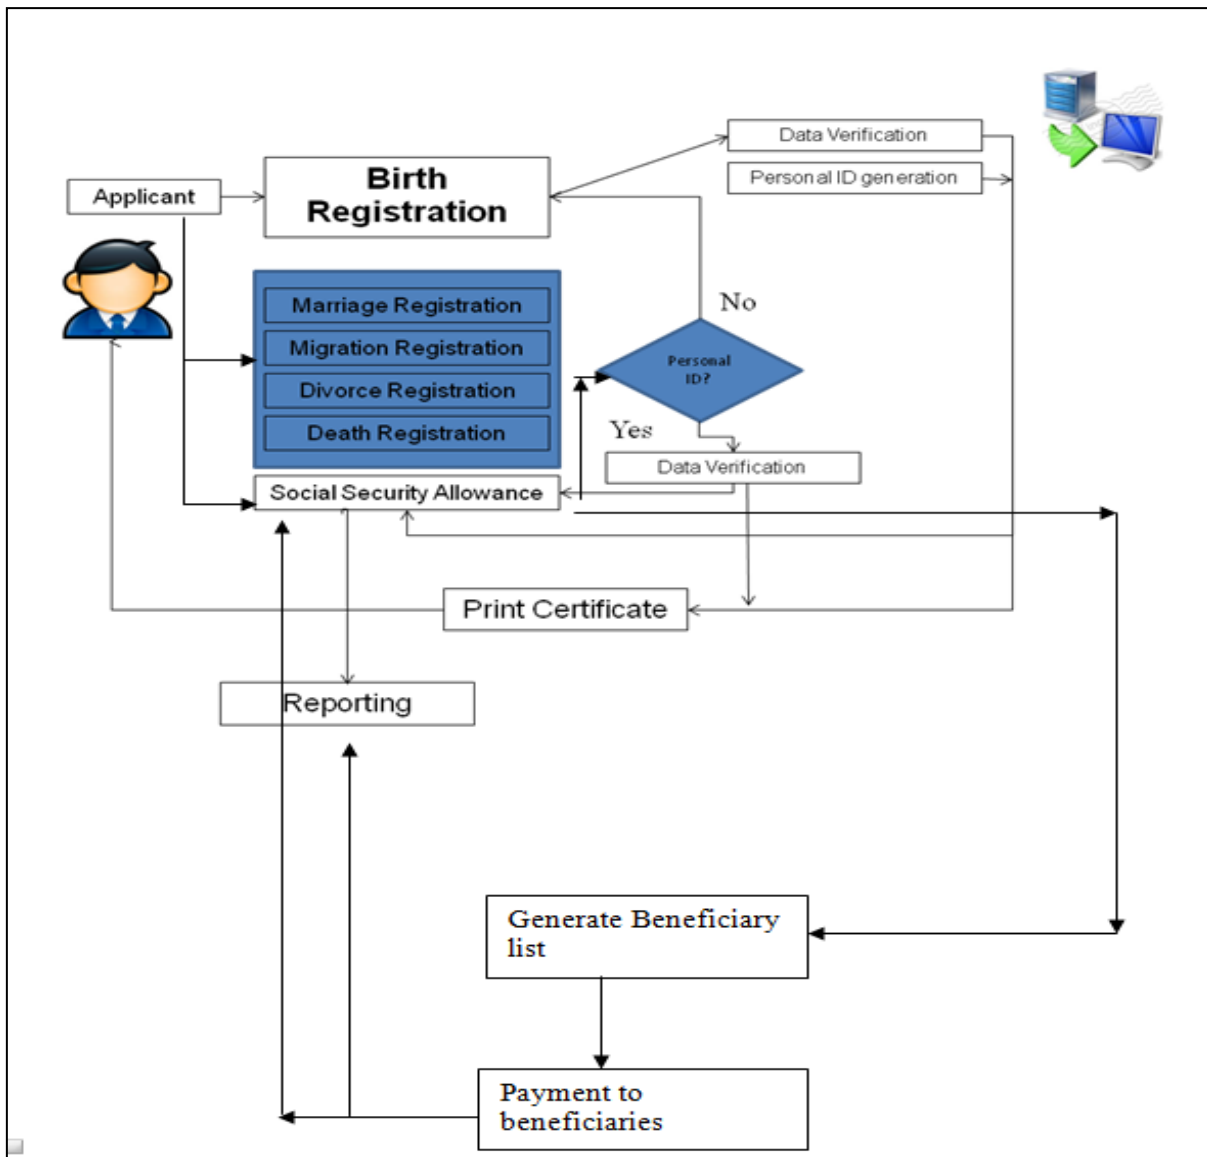 Data Verification
Personal ID generation
Applicant
Birth
Registration
Marriage Registration
Migration Registration
Divorce Registration
Death Registration
No
Personal
ID?
Yes
Data Verification
Social Security Allowance
Print Certificate
Reporting
Generate Beneficiary
list
Payment to
beneficiaries